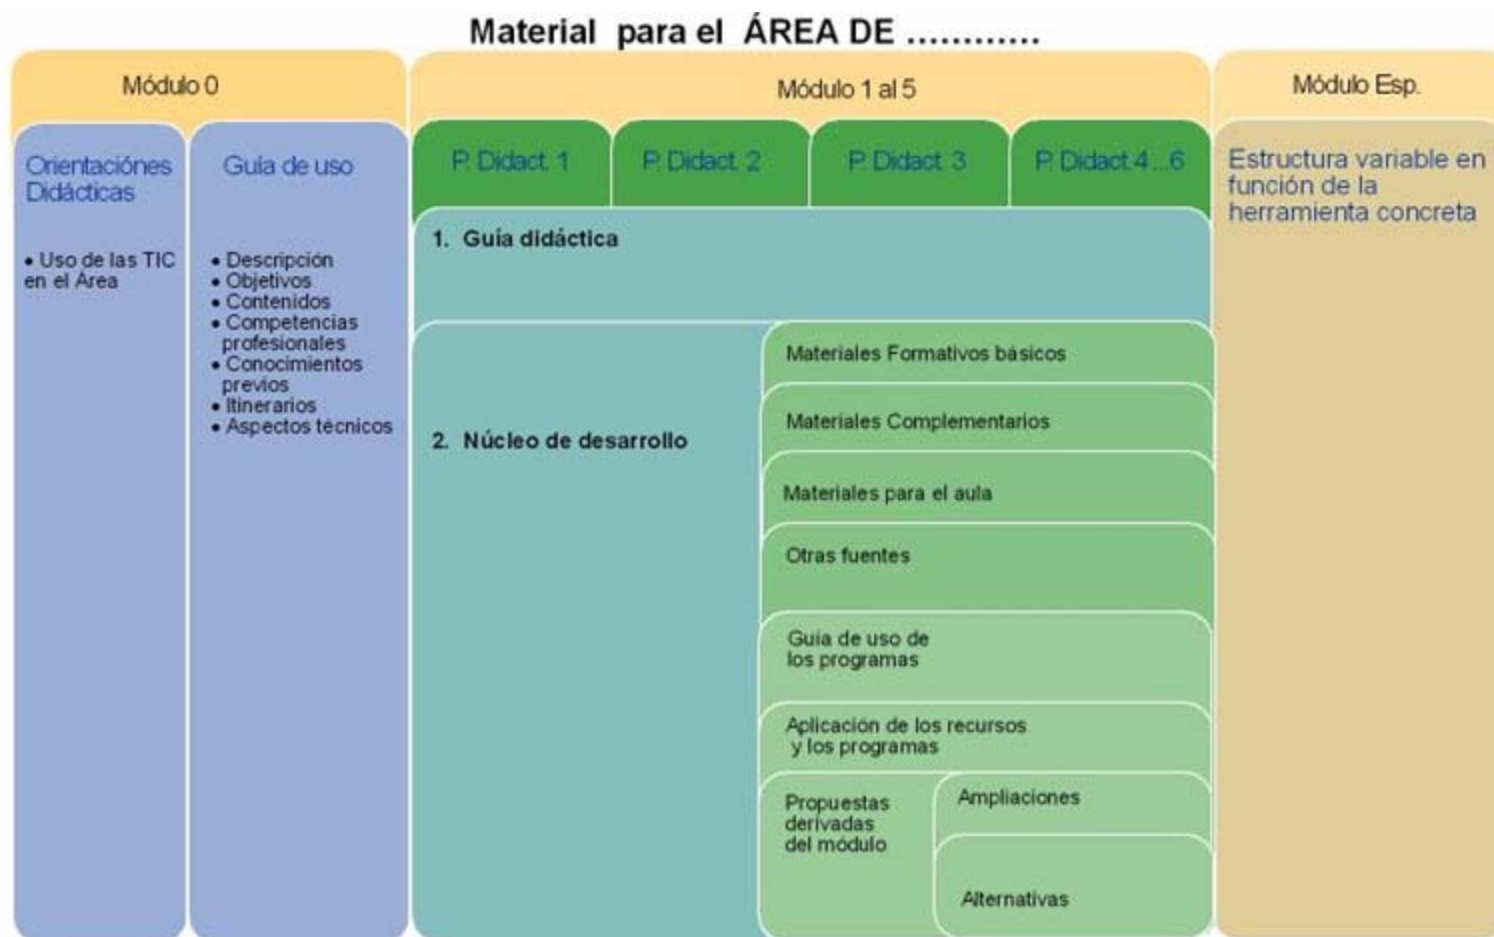 Material para el ÁREA DE ............
Módulo 0
Módulo 1 al 5
Módulo Esp.
Orientaciónes
Didácticas
• Uso de las TIC
en el Área
Guía de uso
• Descripción
• Objetivos
• Contenidos
• Competencias
profesionales
• Conocimientos
previos
• Itinerarios
• Aspectos técnicos
P. Didact. 1
P. Didact. 2
P. Didact. 3
P. Didact. 4...6
1. Guía didáctica
2. Núcleo de desarrollo
Materiales Formativos básicos
Materiales Complementarios
Materiales para el aula
Otras fuentes
Guía de uso de
los programas
Aplicación de los recursos
y los programas
Propuestas
derivadas
del módulo
Ampliaciones
Alternativas
Estructura variable en
función de la
herramienta concreta